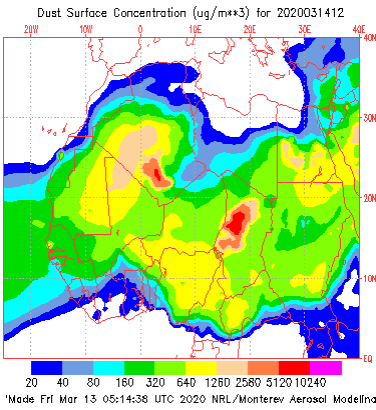 Dust Surface Concentration (ug/m**3) for 2020031412
20W 10W 0 10E 20E 30E 40E
40N
30N
20N
10N
EQ
20 40 80 160 320 640 1260 2580 5120 10240
"Made Fri Mar 13 05:14:38 UTC 2020 NRL/Monterey Aerosol Modeling